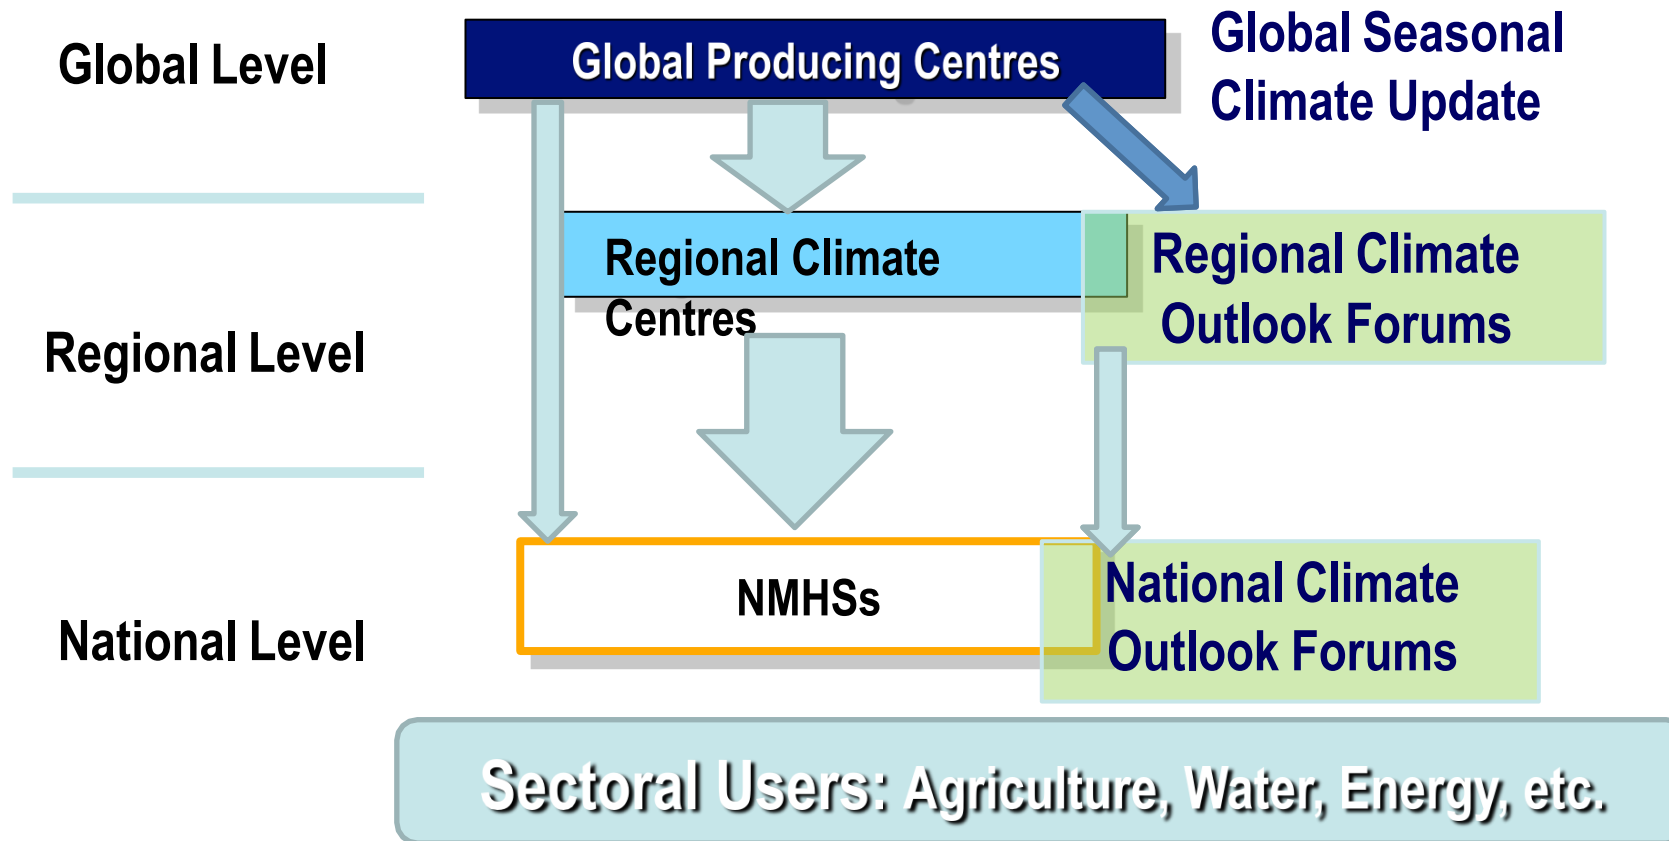 Global Level
Global Producing Centres
Global Seasonal
Climate Update
Regional Level
Regional Climate
Centres
Regional Climate
Outlook Forums
National Level
NMHSs
National Climate
Outlook Forums
Sectoral Users: Agriculture, Water, Energy, etc.